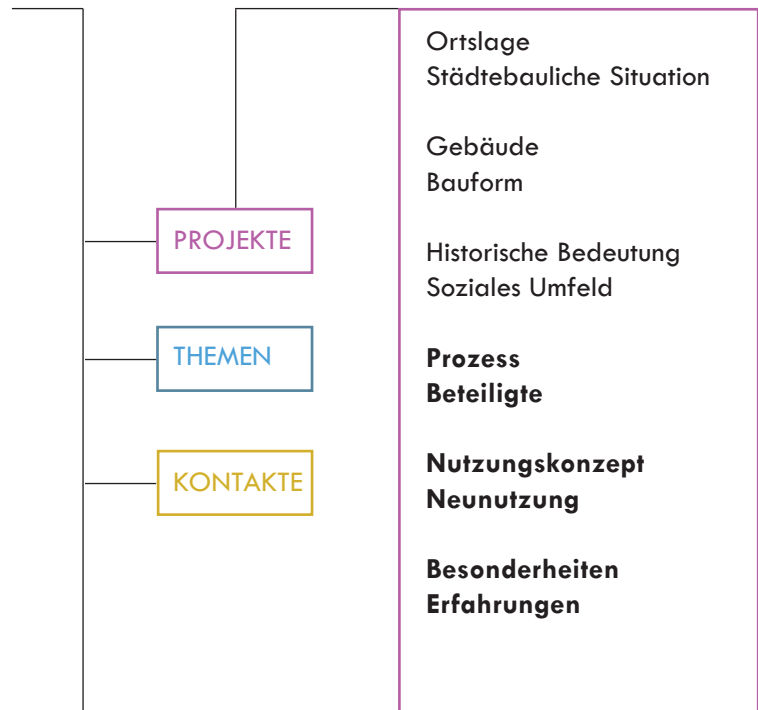 PROJEKTE
THEMEN
KONTAKTE
Ortslage
Städtebauliche Situation
Gebäude
Bauform
Historische Bedeutung
Soziales Umfeld
Prozess
Beteiligte
Nutzungskonzept
Neunutzung
Besonderheiten
Erfahrungen